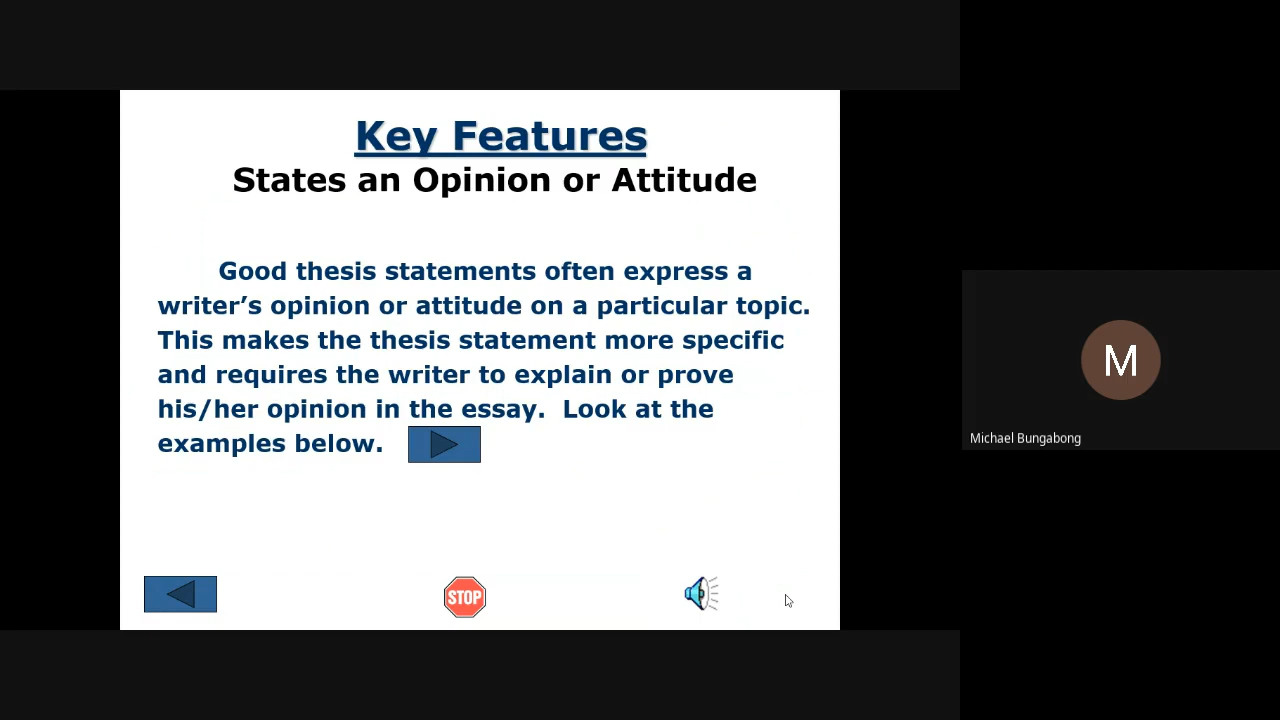 Key Features
States an Opinion or Attitude
Good thesis statements often express a
writer’s opinion or attitude on a particular topic.
This makes the thesis statement more specific
and requires the writer to explain or prove
his/her opinion in the essay.  Look at the
examples below.
STOP
M
Michael Bungabong